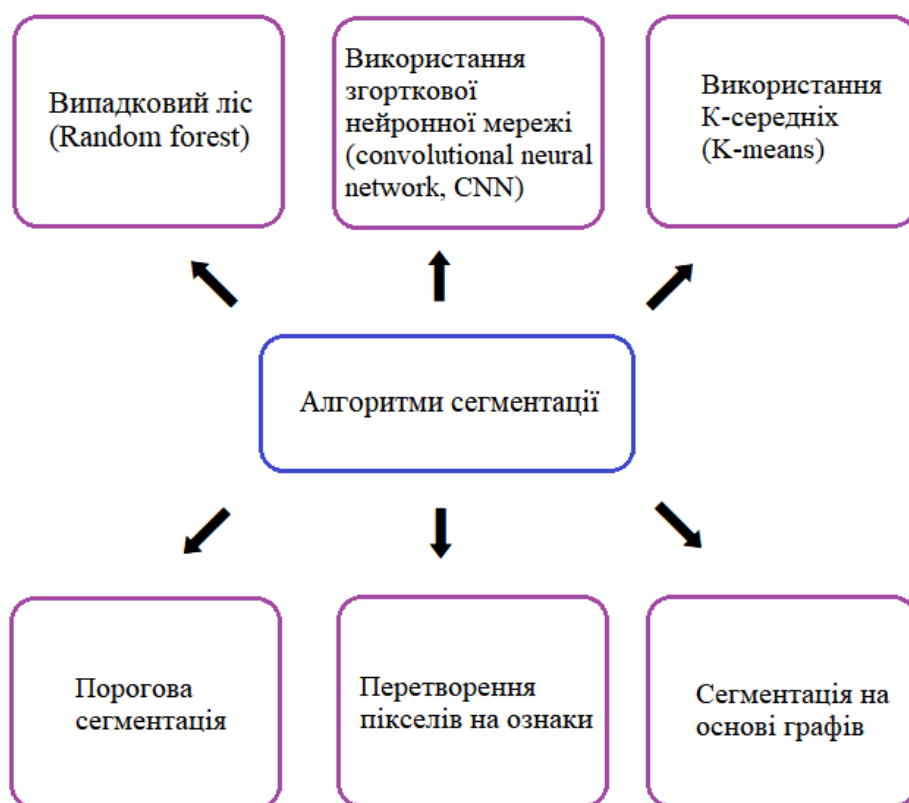 Випадковий ліс
(Random forest)
Використання
згорткової
нейронної мережі
(convolutional neural
network, CNN)
Використання
К-середніх
(K-means)
Алгоритми сегментації
Порогова
сегментація
Перетворення
пікселів на ознаки
Сегментація на
основі графів